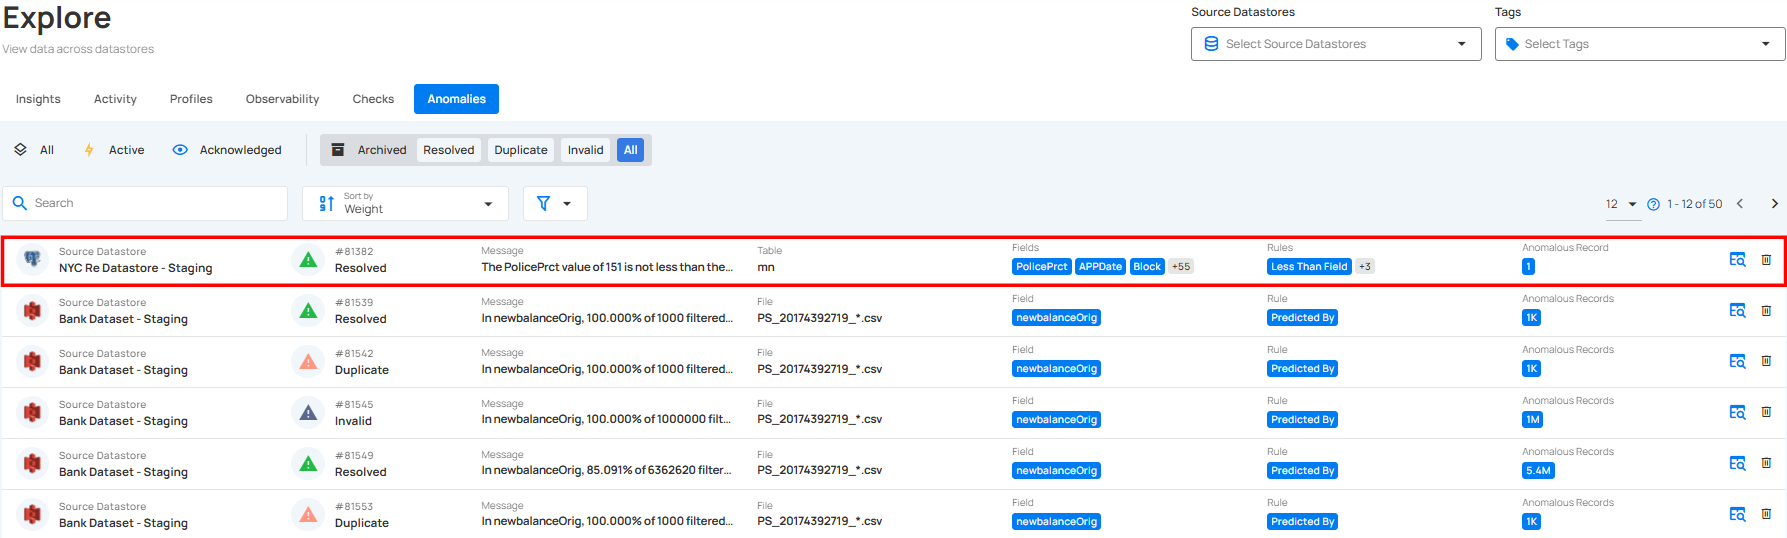 Explore
View data across datastores
Source Datastores
Select Source Datastores
Tags
Select Tags
Insights Activity Profiles Observability Checks Anomalies
All Active Acknowledged Archived Resolved Duplicate Invalid All
Search
Sort by
Weight
12 1 - 12 of 50
Source Datastore #81382 Message Table Fields Rules Anomalous Record
NYC Re Datastore - Staging Resolved The PolicePrct value of 151 is not less than the... mn PolicePrct APPDate Block +55 Less Than Field +3 1
Source Datastore #81539 Message File Field Rule Anomalous Records
Bank Dataset - Staging Resolved In newbalanceOrig, 100.000% of 1000 filtered... PS_20174392719_*.csv newbalanceOrig Predicted By 1K
Source Datastore #81542 Message File Field Rule Anomalous Records
Bank Dataset - Staging Duplicate In newbalanceOrig, 100.000% of 1000 filtered... PS_20174392719_*.csv newbalanceOrig Predicted By 1K
Source Datastore #81545 Message File Field Rule Anomalous Records
Bank Dataset - Staging Invalid In newbalanceOrig, 100.000% of 1000000 filt... PS_20174392719_*.csv newbalanceOrig Predicted By 1M
Source Datastore #81549 Message File Field Rule Anomalous Records
Bank Dataset - Staging Resolved In newbalanceOrig, 85.091% of 6362620 filter... PS_20174392719_*.csv newbalanceOrig Predicted By 5.4M
Source Datastore #81553 Message File Field Rule Anomalous Records
Bank Dataset - Staging Duplicate In newbalanceOrig, 100.000% of 1000 filtered... PS_20174392719_*.csv newbalanceOrig Predicted By 1K